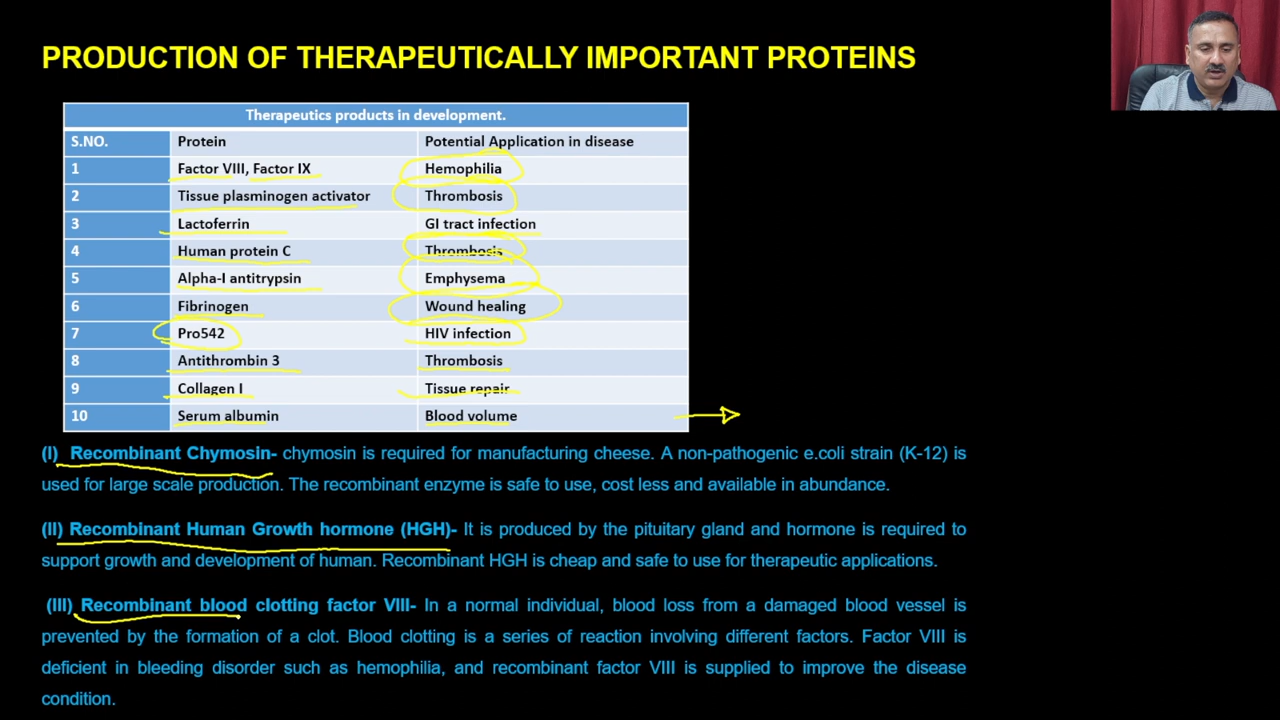 PRODUCTION OF THERAPEUTICALLY IMPORTANT PROTEINS
Therapeutics products in development.
S.NO. Protein Potential Application in disease
1 Factor VIII, Factor IX Hemophilia
2 Tissue plasminogen activator Thrombosis
3 Lactoferrin GI tract infection
4 Human protein C Thrombosis
5 Alpha-I antitrypsin Emphysema
6 Fibrinogen Wound healing
7 Pro542 HIV infection
8 Antithrombin 3 Thrombosis
9 Collagen I Tissue repair
10 Serum albumin Blood volume
(I) Recombinant Chymosin- chymosin is required for manufacturing cheese. A non-pathogenic e.coli strain (K-12) is
used for large scale production. The recombinant enzyme is safe to use, cost less and available in abundance.
(II) Recombinant Human Growth hormone (HGH)- It is produced by the pituitary gland and hormone is required to
support growth and development of human. Recombinant HGH is cheap and safe to use for therapeutic applications.
(III) Recombinant blood clotting factor VIII- In a normal individual, blood loss from a damaged blood vessel is
prevented by the formation of a clot. Blood clotting is a series of reaction involving different factors. Factor VIII is
deficient in bleeding disorder such as hemophilia, and recombinant factor VIII is supplied to improve the disease
condition.